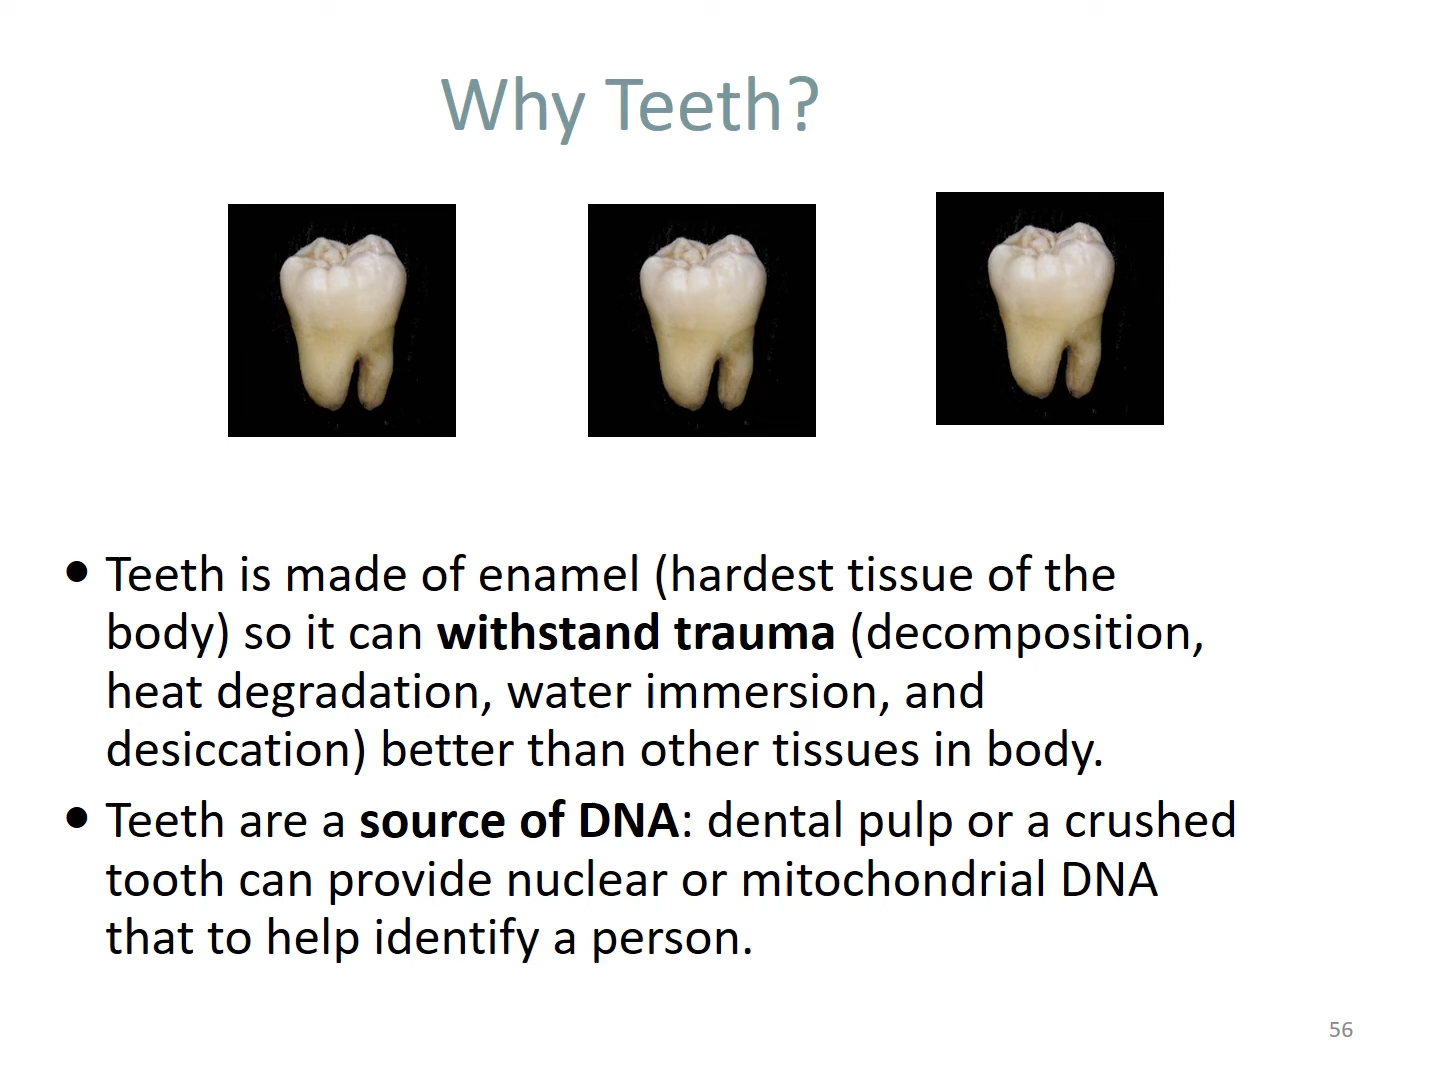 Why Teeth?
• Teeth is made of enamel (hardest tissue of the
body) so it can withstand trauma (decomposition,
heat degradation, water immersion, and
desiccation) better than other tissues in body.
• Teeth are a source of DNA: dental pulp or a crushed
tooth can provide nuclear or mitochondrial DNA
that to help identify a person.
56